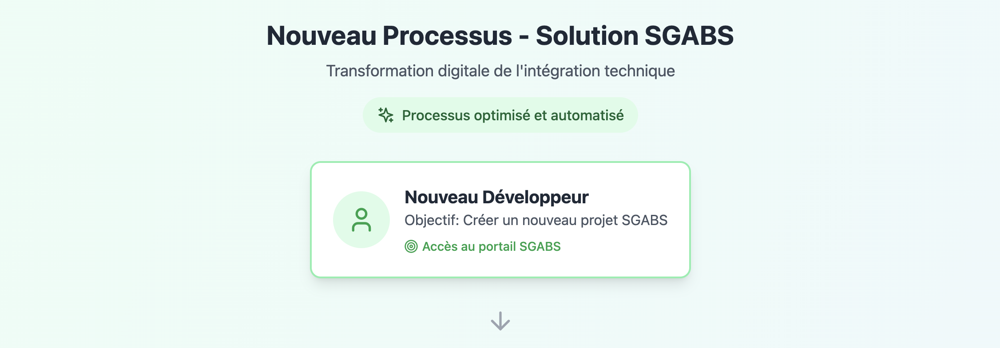 Nouveau Processus - Solution SGABS
Transformation digitale de l'intégration technique
Processus optimisé et automatisé
Nouveau Développeur
Objectif: Créer un nouveau projet SGABS
Accès au portail SGABS